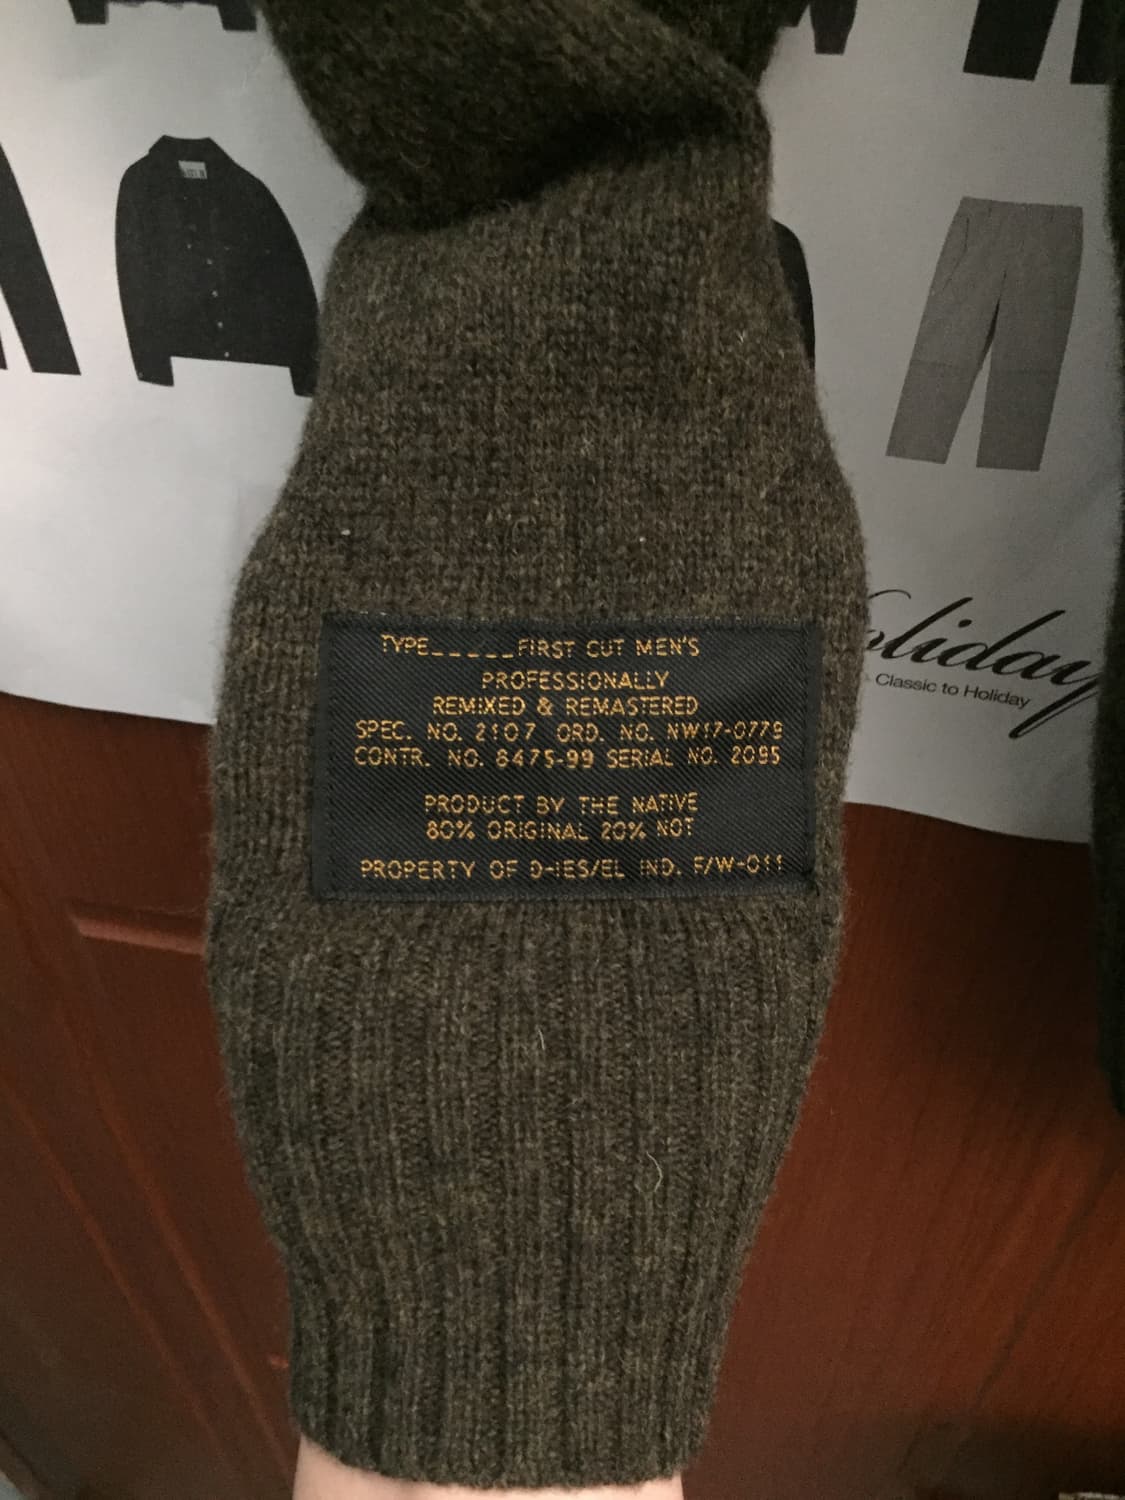 TYPE_____FIRST CUT MEN'S
PROFESSIONALLY
REMIXED & REMASTERED
SPEC. NO. 2107 ORD. NO. NW17-0779
CONTR. NO. 8475-99 SERIAL NO. 2095
PRODUCT BY THE NATIVE
80% ORIGINAL 20% NOT
PROPERTY OF D-IES/EL IND. F/W-011
Holiday
Classic to Holiday